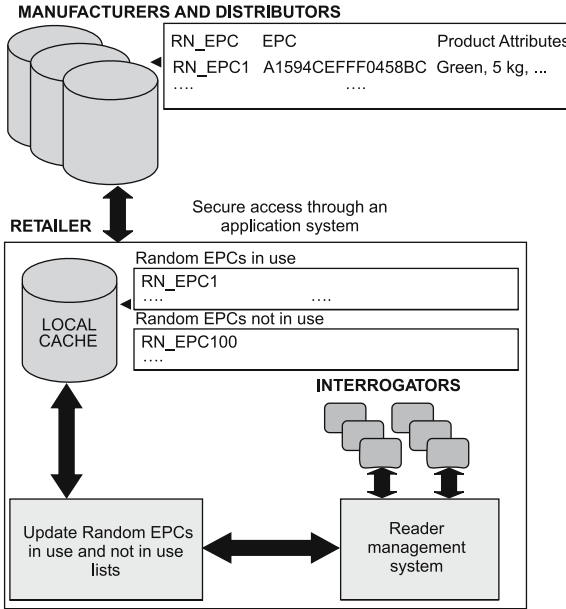 MANUFACTURERS AND DISTRIBUTORS
RN_EPC EPC Product Attributes
RN_EPC1 A1594CEFFF0458BC Green, 5 kg, ...
.... ....
Secure access through an
application system
RETAILER
Random EPCs in use
RN_EPC1
.... ....
LOCAL
CACHE
Random EPCs not in use
RN_EPC100
....
INTERROGATORS
Update Random EPCs
in use and not in use
lists
Reader
management
system